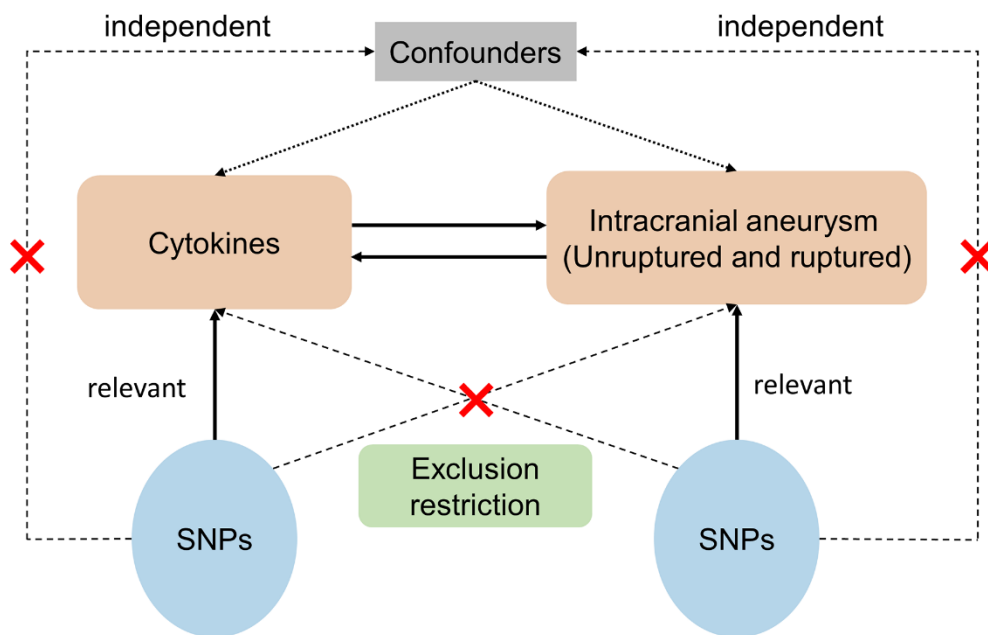 independent
independent
Confounders
Cytokines
Intracranial aneurysm
(Unruptured and ruptured)
relevant
relevant
Exclusion
restriction
SNPs
SNPs